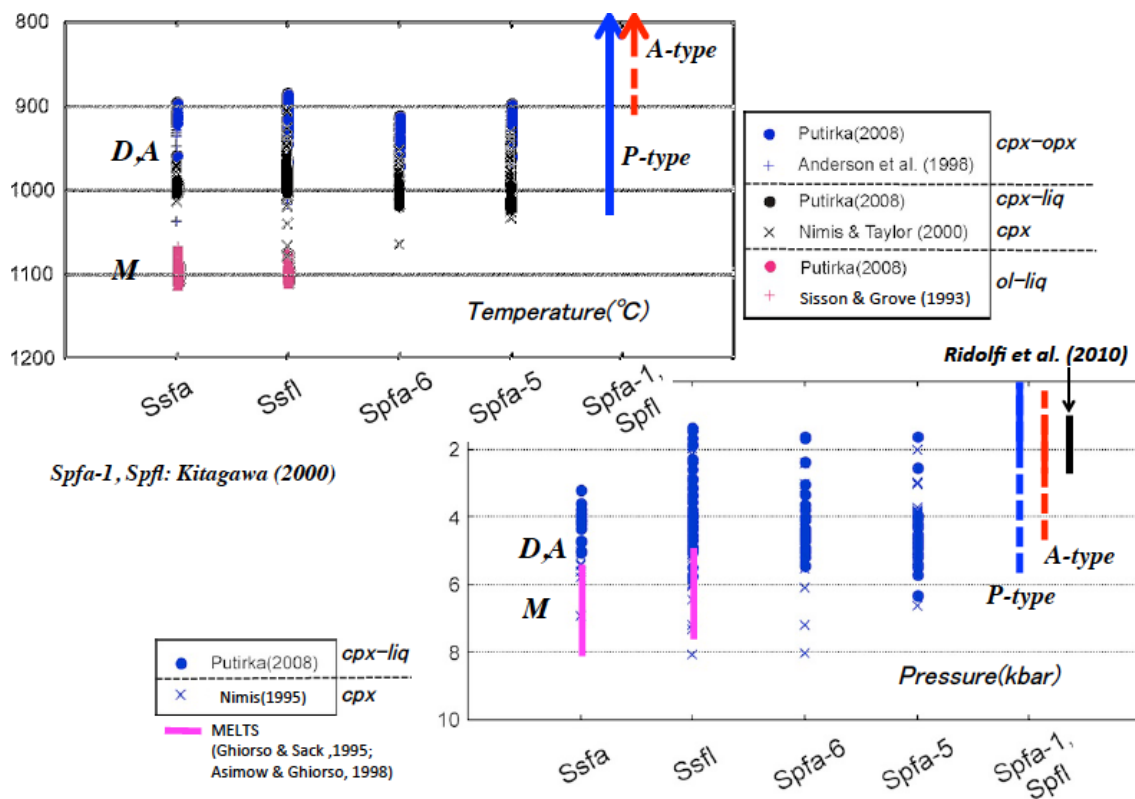 800
900
1000
1100
1200
D,A
M
A-type
P-type
Temperature(°C)
Ssfa
Ssfl
Spfa-6
Spfa-5
Spfa-1,
Spfl
Putirka(2008)
Anderson et al. (1998)
cpx-opx
Putirka(2008)
cpx-liq
Nimis & Taylor (2000)
cpx
Putirka(2008)
Sisson & Grove (1993)
ol-liq
Ridolfi et al. (2010)
Spfa-1, Spfl: Kitagawa (2000)
2
4
6
8
10
D,A
M
A-type
P-type
Pressure(kbar)
Ssfa
Ssfl
Spfa-6
Spfa-5
Spfa-1,
Spfl
Putirka(2008)
cpx-liq
Nimis(1995)
cpx
MELTS
(Ghiorso & Sack ,1995;
Asimow & Ghiorso, 1998)